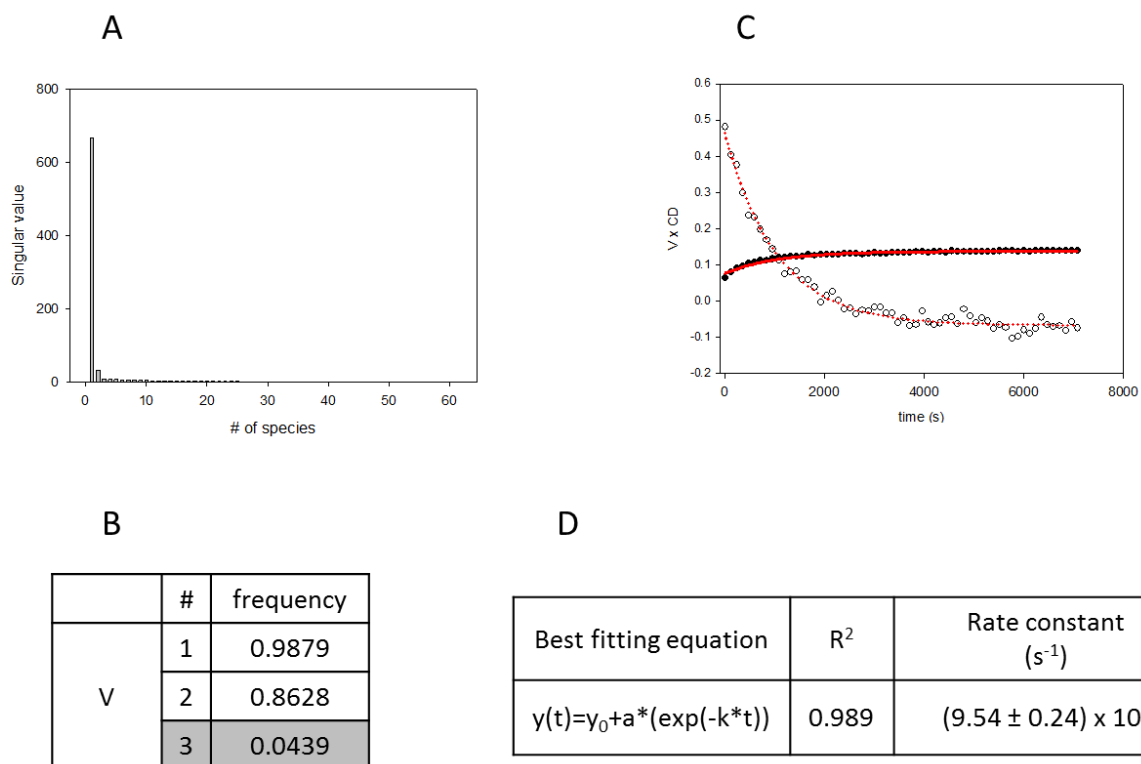 A
800
600
400
200
0
Singular value
0 10 20 30 40 50 60
# of species
C
0.6
0.5
0.4
0.3
0.2
0.1
0.0
-0.1
-0.2
V x CD
0 2000 4000 6000 8000
time (s)
B
# frequency
1 0.9879
V 2 0.8628
3 0.0439
D
Best fitting equation R² Rate constant
(s⁻¹)
y(t)=y₀+a*(exp(-k*t)) 0.989 (9.54 ± 0.24) x 10